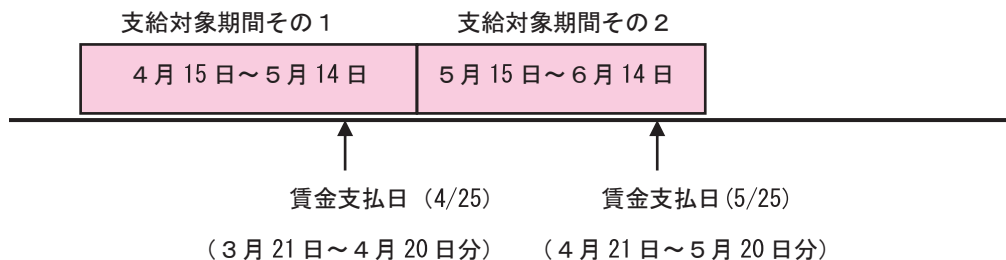 支給対象期間その１ 支給対象期間その２
４月 15 日～５月 14 日 ５月 15 日～６月 14 日
賃金支払日（4/25） 賃金支払日(5/25)
（３月 21 日～４月 20 日分） （４月 21 日～５月 20 日分）